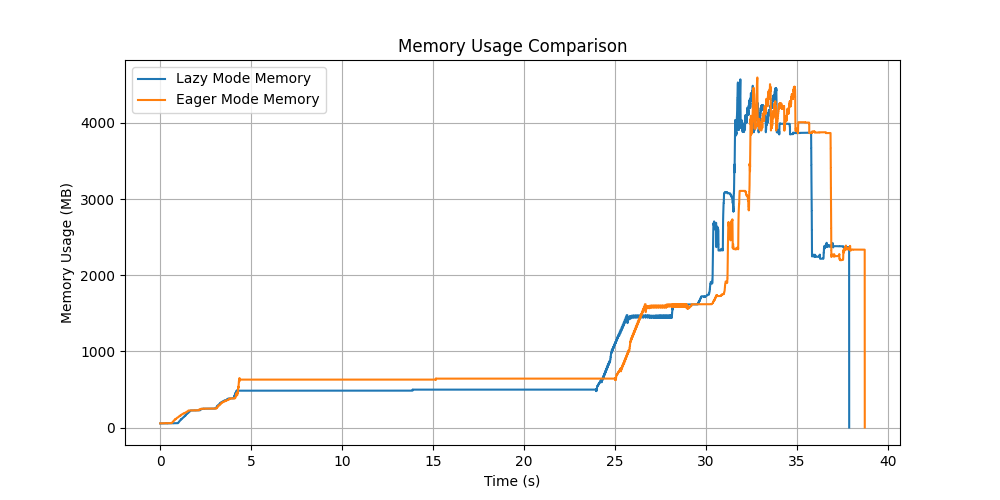 Memory Usage Comparison
Lazy Mode Memory
Eager Mode Memory
Memory Usage (MB)
4000
3000
2000
1000
0
0 5 10 15 20 25 30 35 40
Time (s)